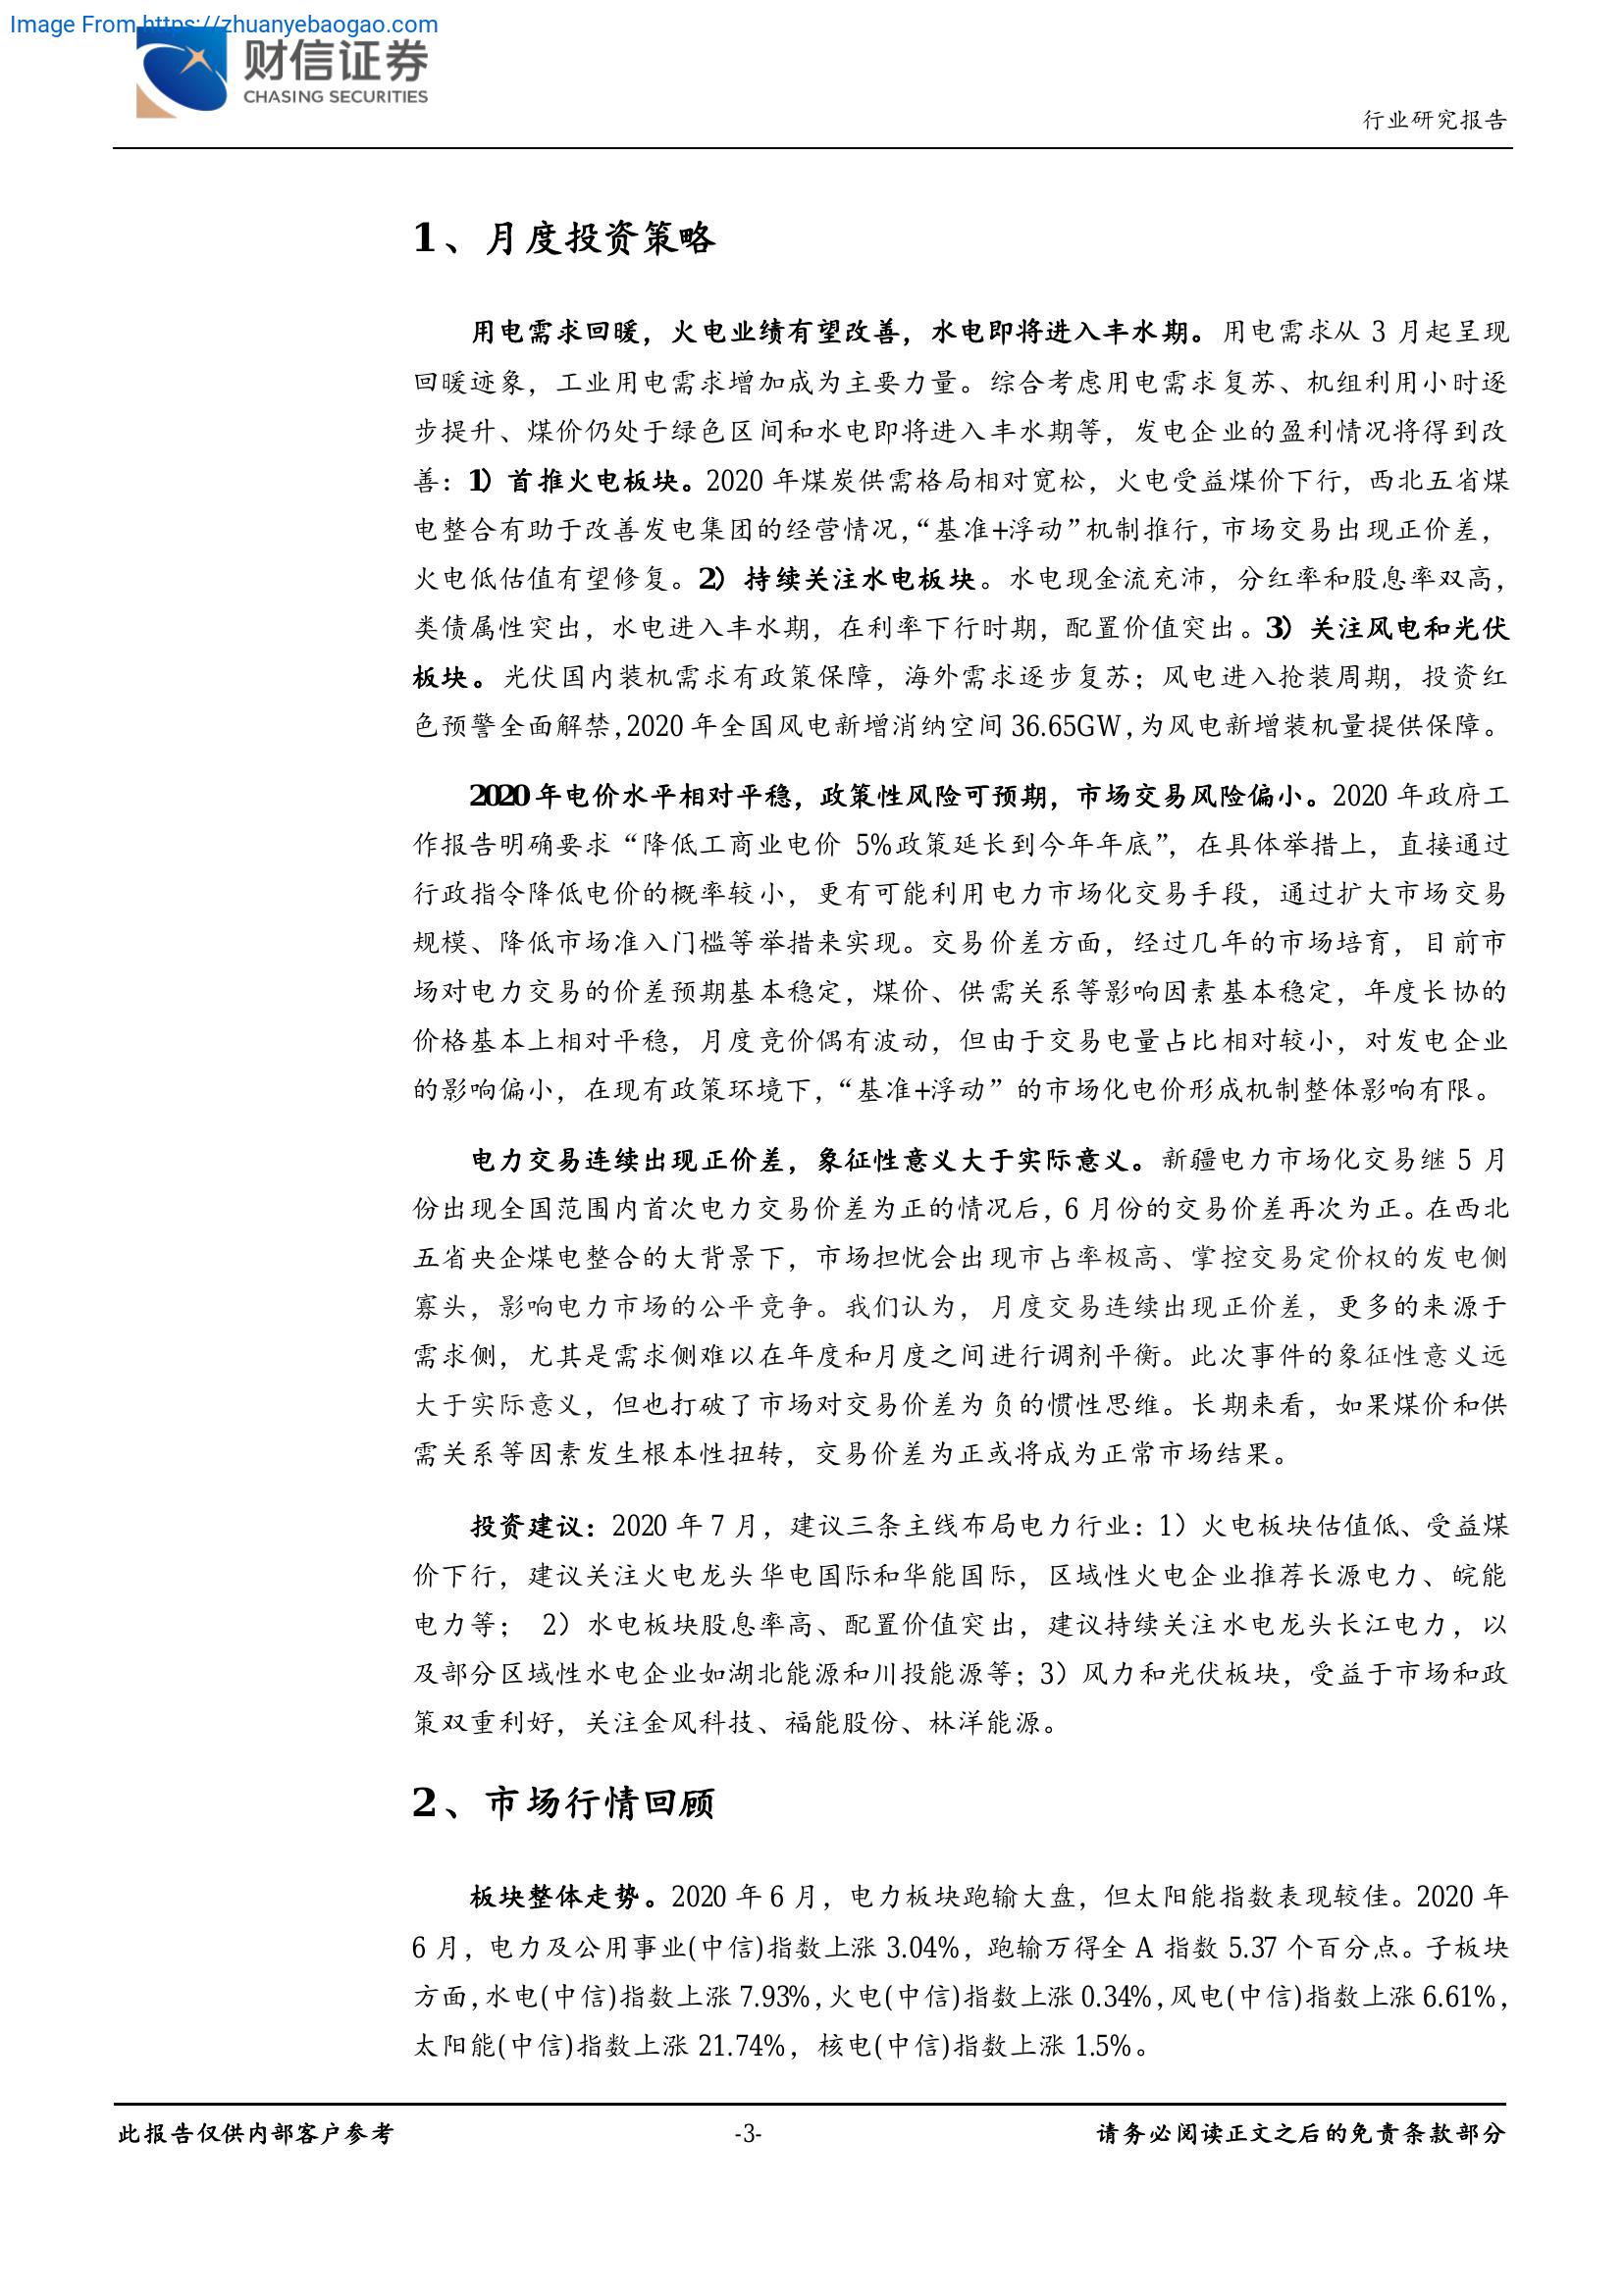 Image From https://zhuanyebaogao.com
财信证券
CHASING SECURITIES
行业研究报告
1、月度投资策略
用电需求回暖，火电业绩有望改善，水电即将进入丰水期。用电需求从 3 月起呈现
回暖迹象，工业用电需求增加成为主要力量。综合考虑用电需求复苏、机组利用小时逐
步提升、煤价仍处于绿色区间和水电即将进入丰水期等，发电企业的盈利情况将得到改
善：1）首推火电板块。2020 年煤炭供需格局相对宽松，火电受益煤价下行，西北五省煤
电整合有助于改善发电集团的经营情况，“基准+浮动”机制推行，市场交易出现正价差，
火电低估值有望修复。2）持续关注水电板块。水电现金流充沛，分红率和股息率双高，
类债属性突出，水电进入丰水期，在利率下行时期，配置价值突出。3）关注风电和光伏
板块。光伏国内装机需求有政策保障，海外需求逐步复苏；风电进入抢装周期，投资红
色预警全面解禁，2020 年全国风电新增消纳空间 36.65GW，为风电新增装机量提供保障。
2020 年电价水平相对平稳，政策性风险可预期，市场交易风险偏小。2020 年政府工
作报告明确要求“降低工商业电价 5%政策延长到今年年底”，在具体举措上，直接通过
行政指令降低电价的概率较小，更有可能利用电力市场化交易手段，通过扩大市场交易
规模、降低市场准入门槛等举措来实现。交易价差方面，经过几年的市场培育，目前市
场对电力交易的价差预期基本稳定，煤价、供需关系等影响因素基本稳定，年度长协的
价格基本上相对平稳，月度竞价偶有波动，但由于交易电量占比相对较小，对发电企业
的影响偏小，在现有政策环境下，“基准+浮动”的市场化电价形成机制整体影响有限。
电力交易连续出现正价差，象征性意义大于实际意义。新疆电力市场化交易继 5 月
份出现全国范围内首次电力交易价差为正的情况后，6 月份的交易价差再次为正。在西北
五省央企煤电整合的大背景下，市场担忧会出现市占率极高、掌控交易定价权的发电侧
寡头，影响电力市场的公平竞争。我们认为，月度交易连续出现正价差，更多的来源于
需求侧，尤其是需求侧难以在年度和月度之间进行调剂平衡。此次事件的象征性意义远
大于实际意义，但也打破了市场对交易价差为负的惯性思维。长期来看，如果煤价和供
需关系等因素发生根本性扭转，交易价差为正或将成为正常市场结果。
投资建议：2020 年 7 月，建议三条主线布局电力行业：1）火电板块估值低、受益煤
价下行，建议关注火电龙头华电国际和华能国际，区域性火电企业推荐长源电力、皖能
电力等； 2）水电板块股息率高、配置价值突出，建议持续关注水电龙头长江电力，以
及部分区域性水电企业如湖北能源和川投能源等；3）风力和光伏板块，受益于市场和政
策双重利好，关注金风科技、福能股份、林洋能源。
2、市场行情回顾
板块整体走势。2020 年 6 月，电力板块跑输大盘，但太阳能指数表现较佳。2020 年
6 月，电力及公用事业(中信)指数上涨 3.04%，跑输万得全 A 指数 5.37 个百分点。子板块
方面，水电(中信)指数上涨 7.93%，火电(中信)指数上涨 0.34%，风电(中信)指数上涨 6.61%，
太阳能(中信)指数上涨 21.74%，核电(中信)指数上涨 1.5%。
此报告仅供内部客户参考
-3-
请务必阅读正文之后的免责条款部分